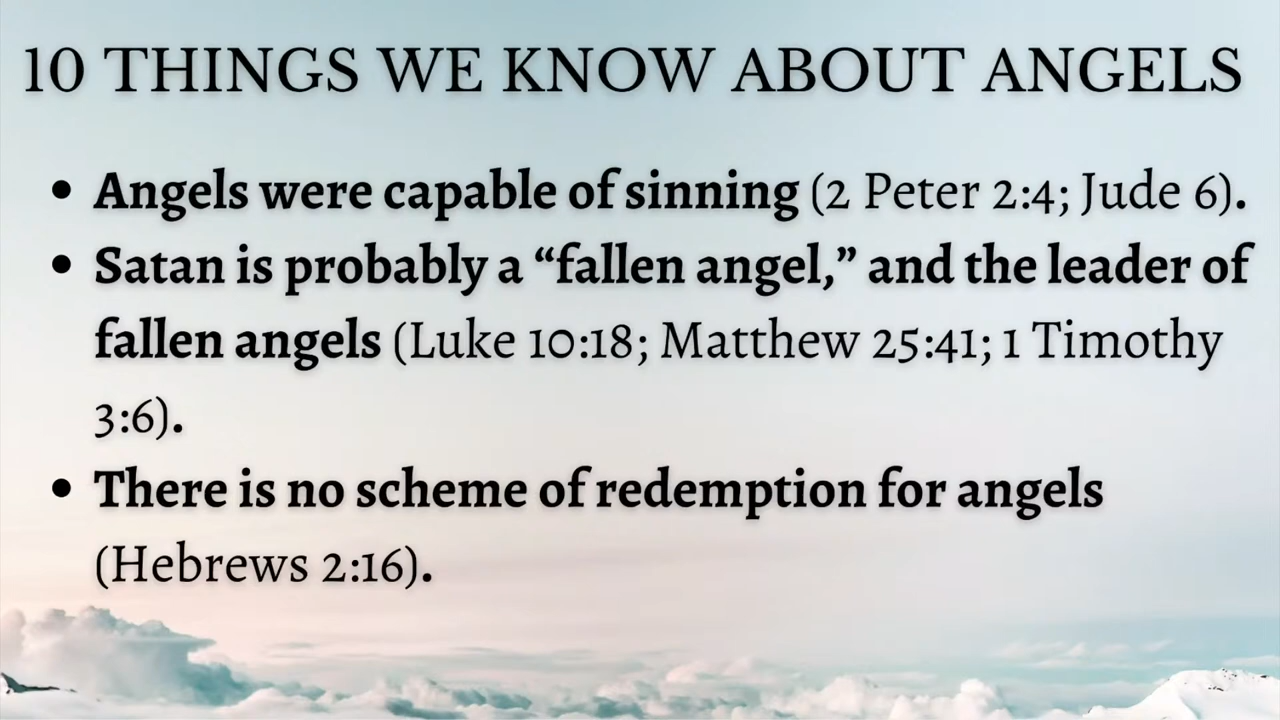 10 THINGS WE KNOW ABOUT ANGELS
• Angels were capable of sinning (2 Peter 2:4; Jude 6).
• Satan is probably a “fallen angel,” and the leader of
fallen angels (Luke 10:18; Matthew 25:41; 1 Timothy
3:6).
• There is no scheme of redemption for angels
(Hebrews 2:16).